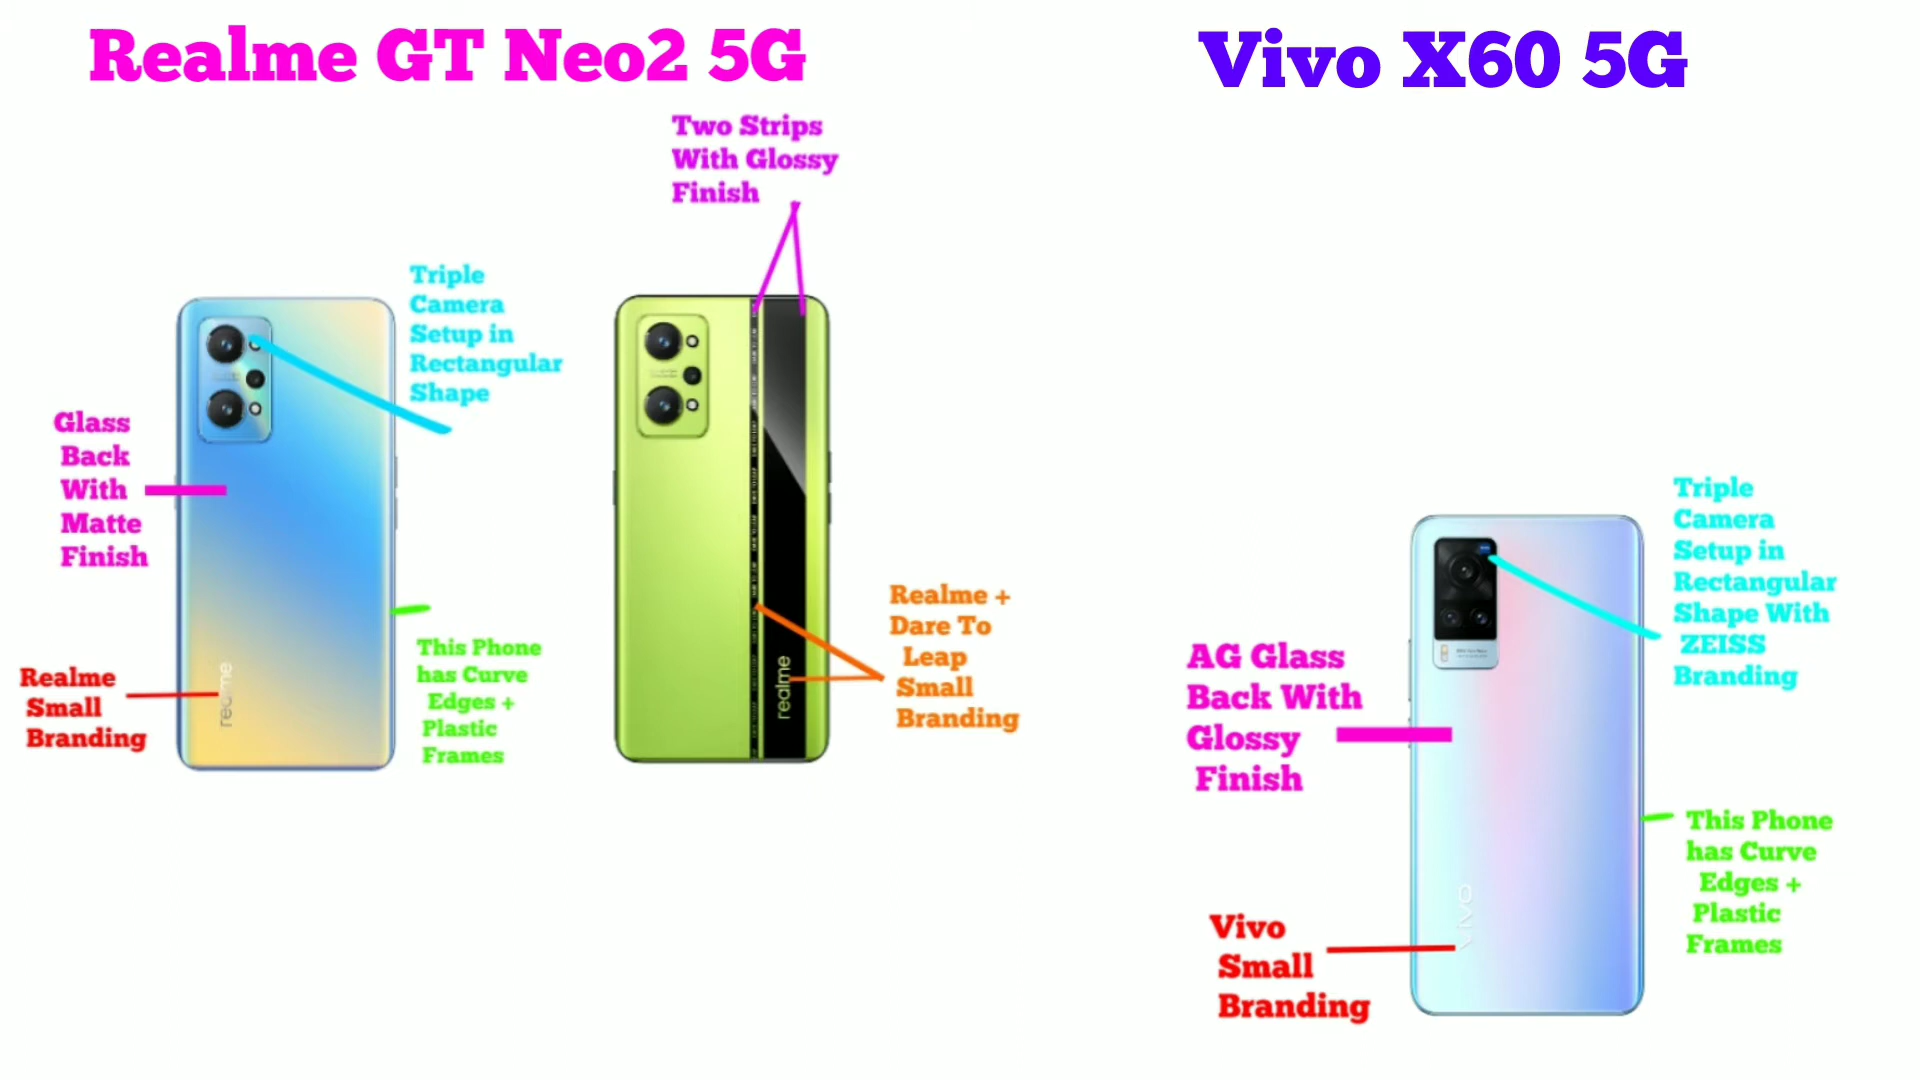 Realme GT Neo2 5G
Vivo X60 5G
Two Strips
With Glossy
Finish
Triple
Camera
Setup in
Rectangular
Shape
Glass
Back
With
Matte
Finish
Realme
Small
Branding
This Phone
has Curve
Edges +
Plastic
Frames
Realme +
Dare To
Leap
Small
Branding
realme
realme
Triple
Camera
Setup in
Rectangular
Shape With
ZEISS
Branding
AG Glass
Back With
Glossy
Finish
This Phone
has Curve
Edges +
Plastic
Frames
Vivo
Small
Branding
vivo